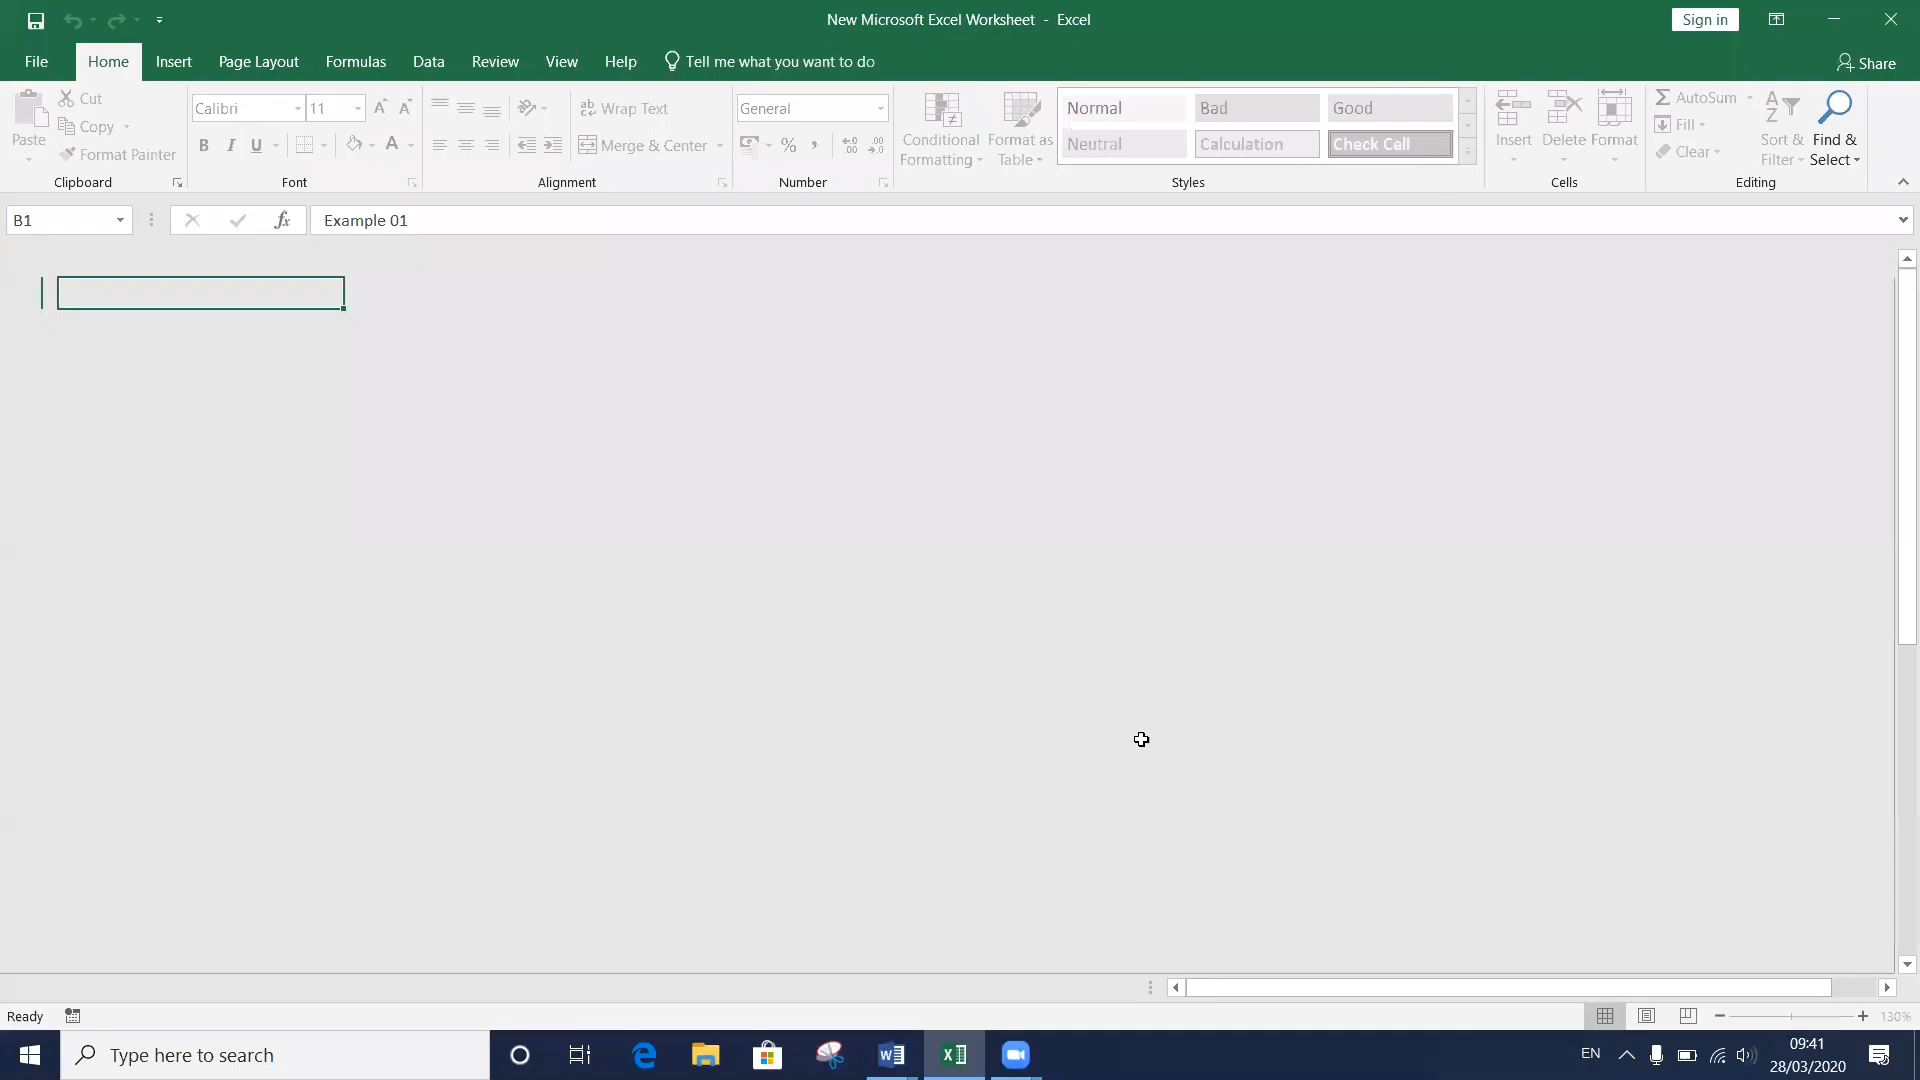 New Microsoft Excel Worksheet - Excel
Sign in
File Home Insert Page Layout Formulas Data Review View Help Tell me what you want to do Share
Paste
Cut
Copy
Format Painter
Clipboard
Calibri 11
B I U A
Font
Wrap Text
Merge & Center
Alignment
General
%
Number
Conditional
Formatting
Format as
Table
Normal Bad Good
Neutral Calculation Check Cell
Styles
Insert Delete Format
Cells
AutoSum
Fill
Clear
Sort &
Filter
Find &
Select
Editing
B1 fx Example 01
Ready 130%
Type here to search
EN
09:41
28/03/2020